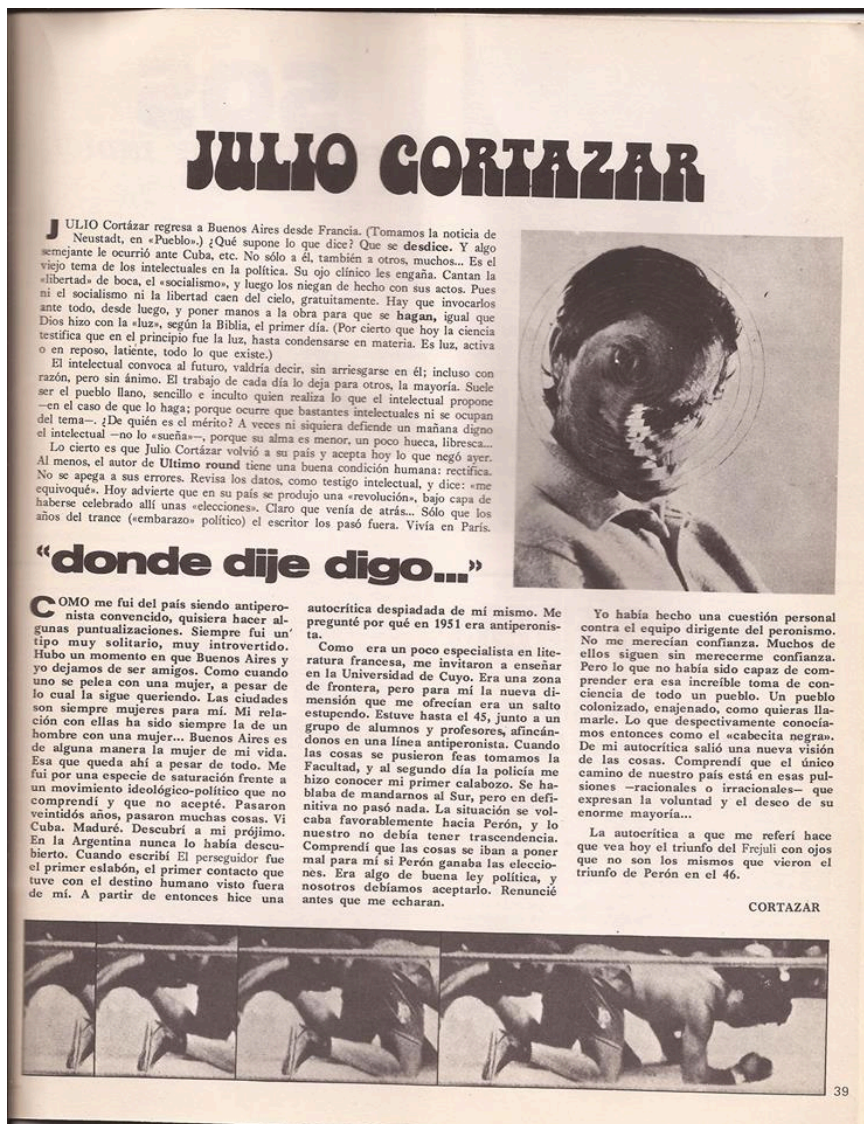 JULIO CORTAZAR
JULIO Cortázar regresa a Buenos Aires desde Francia. (Tomamos la noticia de
Neustadt, en «Pueblo».) ¿Qué supone lo que dice? Que se desdice. Y algo
semejante le ocurrió ante Cuba, etc. No sólo a él, también a otros, muchos... Es el
viejo tema de los intelectuales en la política. Su ojo clínico les engaña. Cantan la
«libertad» de boca, el «socialismo», y luego los niegan de hecho con sus actos. Pues
ni el socialismo ni la libertad caen del cielo, gratuitamente. Hay que invocarlos
ante todo, desde luego, y poner manos a la obra para que se hagan, igual que
Dios hizo con la «luz», según la Biblia, el primer día. (Por cierto que hoy la ciencia
testifica que en el principio fue la luz, hasta condensarse en materia. Es luz, activa
o en reposo, latiente, todo lo que existe.)
El intelectual convoca al futuro, valdría decir, sin arriesgarse en él; incluso con
razón, pero sin ánimo. El trabajo de cada día lo deja para otros, la mayoría. Suele
ser el pueblo llano, sencillo e inculto quien realiza lo que el intelectual propone
—en el caso de que lo haga; porque ocurre que bastantes intelectuales ni se ocupan
del tema—. ¿De quién es el mérito? A veces ni siquiera defiende un mañana digno
el intelectual —no lo «sueña»—, porque su alma es menor, un poco hueca, libresca...
Lo cierto es que Julio Cortázar volvió a su país y acepta hoy lo que negó ayer.
Al menos, el autor de Ultimo round tiene una buena condición humana: rectifica.
No se apega a sus errores. Revisa los datos, como testigo intelectual, y dice: «me
equivoqué». Hoy advierte que en su país se produjo una «revolución», bajo capa de
haberse celebrado allí unas «elecciones». Claro que venía de atrás... Sólo que los
años del trance («embarazo» político) el escritor los pasó fuera. Vivía en París.
“donde dije digo...”
COMO me fui del país siendo antipero-
nista convencido, quisiera hacer al-
gunas puntualizaciones. Siempre fui un
tipo muy solitario, muy introvertido.
Hubo un momento en que Buenos Aires y
yo dejamos de ser amigos. Como cuando
uno se pelea con una mujer, a pesar de
lo cual la sigue queriendo. Las ciudades
son siempre mujeres para mí. Mi rela-
ción con ellas ha sido siempre la de un
hombre con una mujer... Buenos Aires es
de alguna manera la mujer de mi vida.
Esa que queda ahí a pesar de todo. Me
fui por una especie de saturación frente a
un movimiento ideológico-político que no
comprendí y que no acepté. Pasaron
veintidós años, pasaron muchas cosas. Vi
Cuba. Maduré. Descubrí a mi prójimo.
En la Argentina nunca lo había descu-
bierto. Cuando escribí El perseguidor fue
el primer eslabón, el primer contacto que
tuve con el destino humano visto fuera
de mí. A partir de entonces hice una
autocrítica despiadada de mí mismo. Me
pregunté por qué en 1951 era antiperonis-
ta.
Como era un poco especialista en lite-
ratura francesa, me invitaron a enseñar
en la Universidad de Cuyo. Era una zona
de frontera, pero para mí la nueva di-
mensión que me ofrecían era un salto
estupendo. Estuve hasta el 45, junto a un
grupo de alumnos y profesores, afincán-
donos en una línea antiperonista. Cuando
las cosas se pusieron feas tomamos la
Facultad, y al segundo día la policía me
hizo conocer mi primer calabozo. Se ha-
blaba de mandarnos al Sur, pero en defi-
nitiva no pasó nada. La situación se vol-
caba favorablemente hacia Perón, y lo
nuestro no debía tener trascendencia.
Comprendí que las cosas se iban a poner
mal para mí si Perón ganaba las eleccio-
nes. Era algo de buena ley política, y
nosotros debíamos aceptarlo. Renuncié
antes que me echaran.
Yo había hecho una cuestión personal
contra el equipo dirigente del peronismo.
No me merecían confianza. Muchos de
ellos siguen sin merecerme confianza.
Pero lo que no había sido capaz de com-
prender era esa increíble toma de con-
ciencia de todo un pueblo. Un pueblo
colonizado, enajenado, como quieras lla-
marle. Lo que despectivamente conocía-
mos entonces como el «cabecita negra».
De mi autocrítica salió una nueva visión
de las cosas. Comprendí que el único
camino de nuestro país está en esas pul-
siones —racionales o irracionales— que
expresan la voluntad y el deseo de su
enorme mayoría...
La autocrítica a que me referí hace
que vea hoy el triunfo del Frejuli con ojos
que no son los mismos que vieron el
triunfo de Perón en el 46.
CORTAZAR
39